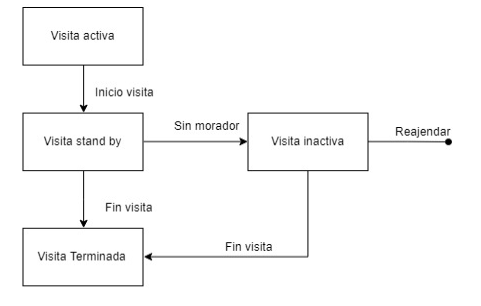 Visita activa
Inicio visita
Visita stand by
Sin morador
Visita inactiva
Reajendar
Fin visita
Fin visita
Visita Terminada